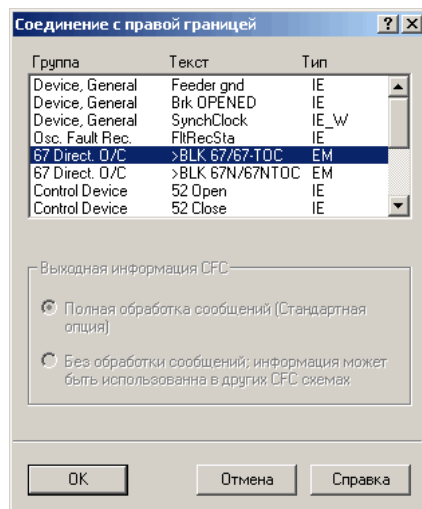 Соединение с правой границей
Группа Текст Тип
Device, General Feeder gnd IE
Device, General Brk OPENED IE
Device, General SynchClock IE_W
Osc. Fault Rec. FltRecSta IE
67 Direct. O/C >BLK 67/67-TOC EM
67 Direct. O/C >BLK 67N/67NTOC EM
Control Device 52 Open IE
Control Device 52 Close IE
Выходная информация CFC
Полная обработка сообщений (Стандартная
опция)
Без обработки сообщений; информация может
быть использованна в других CFC схемах
OK Отмена Справка